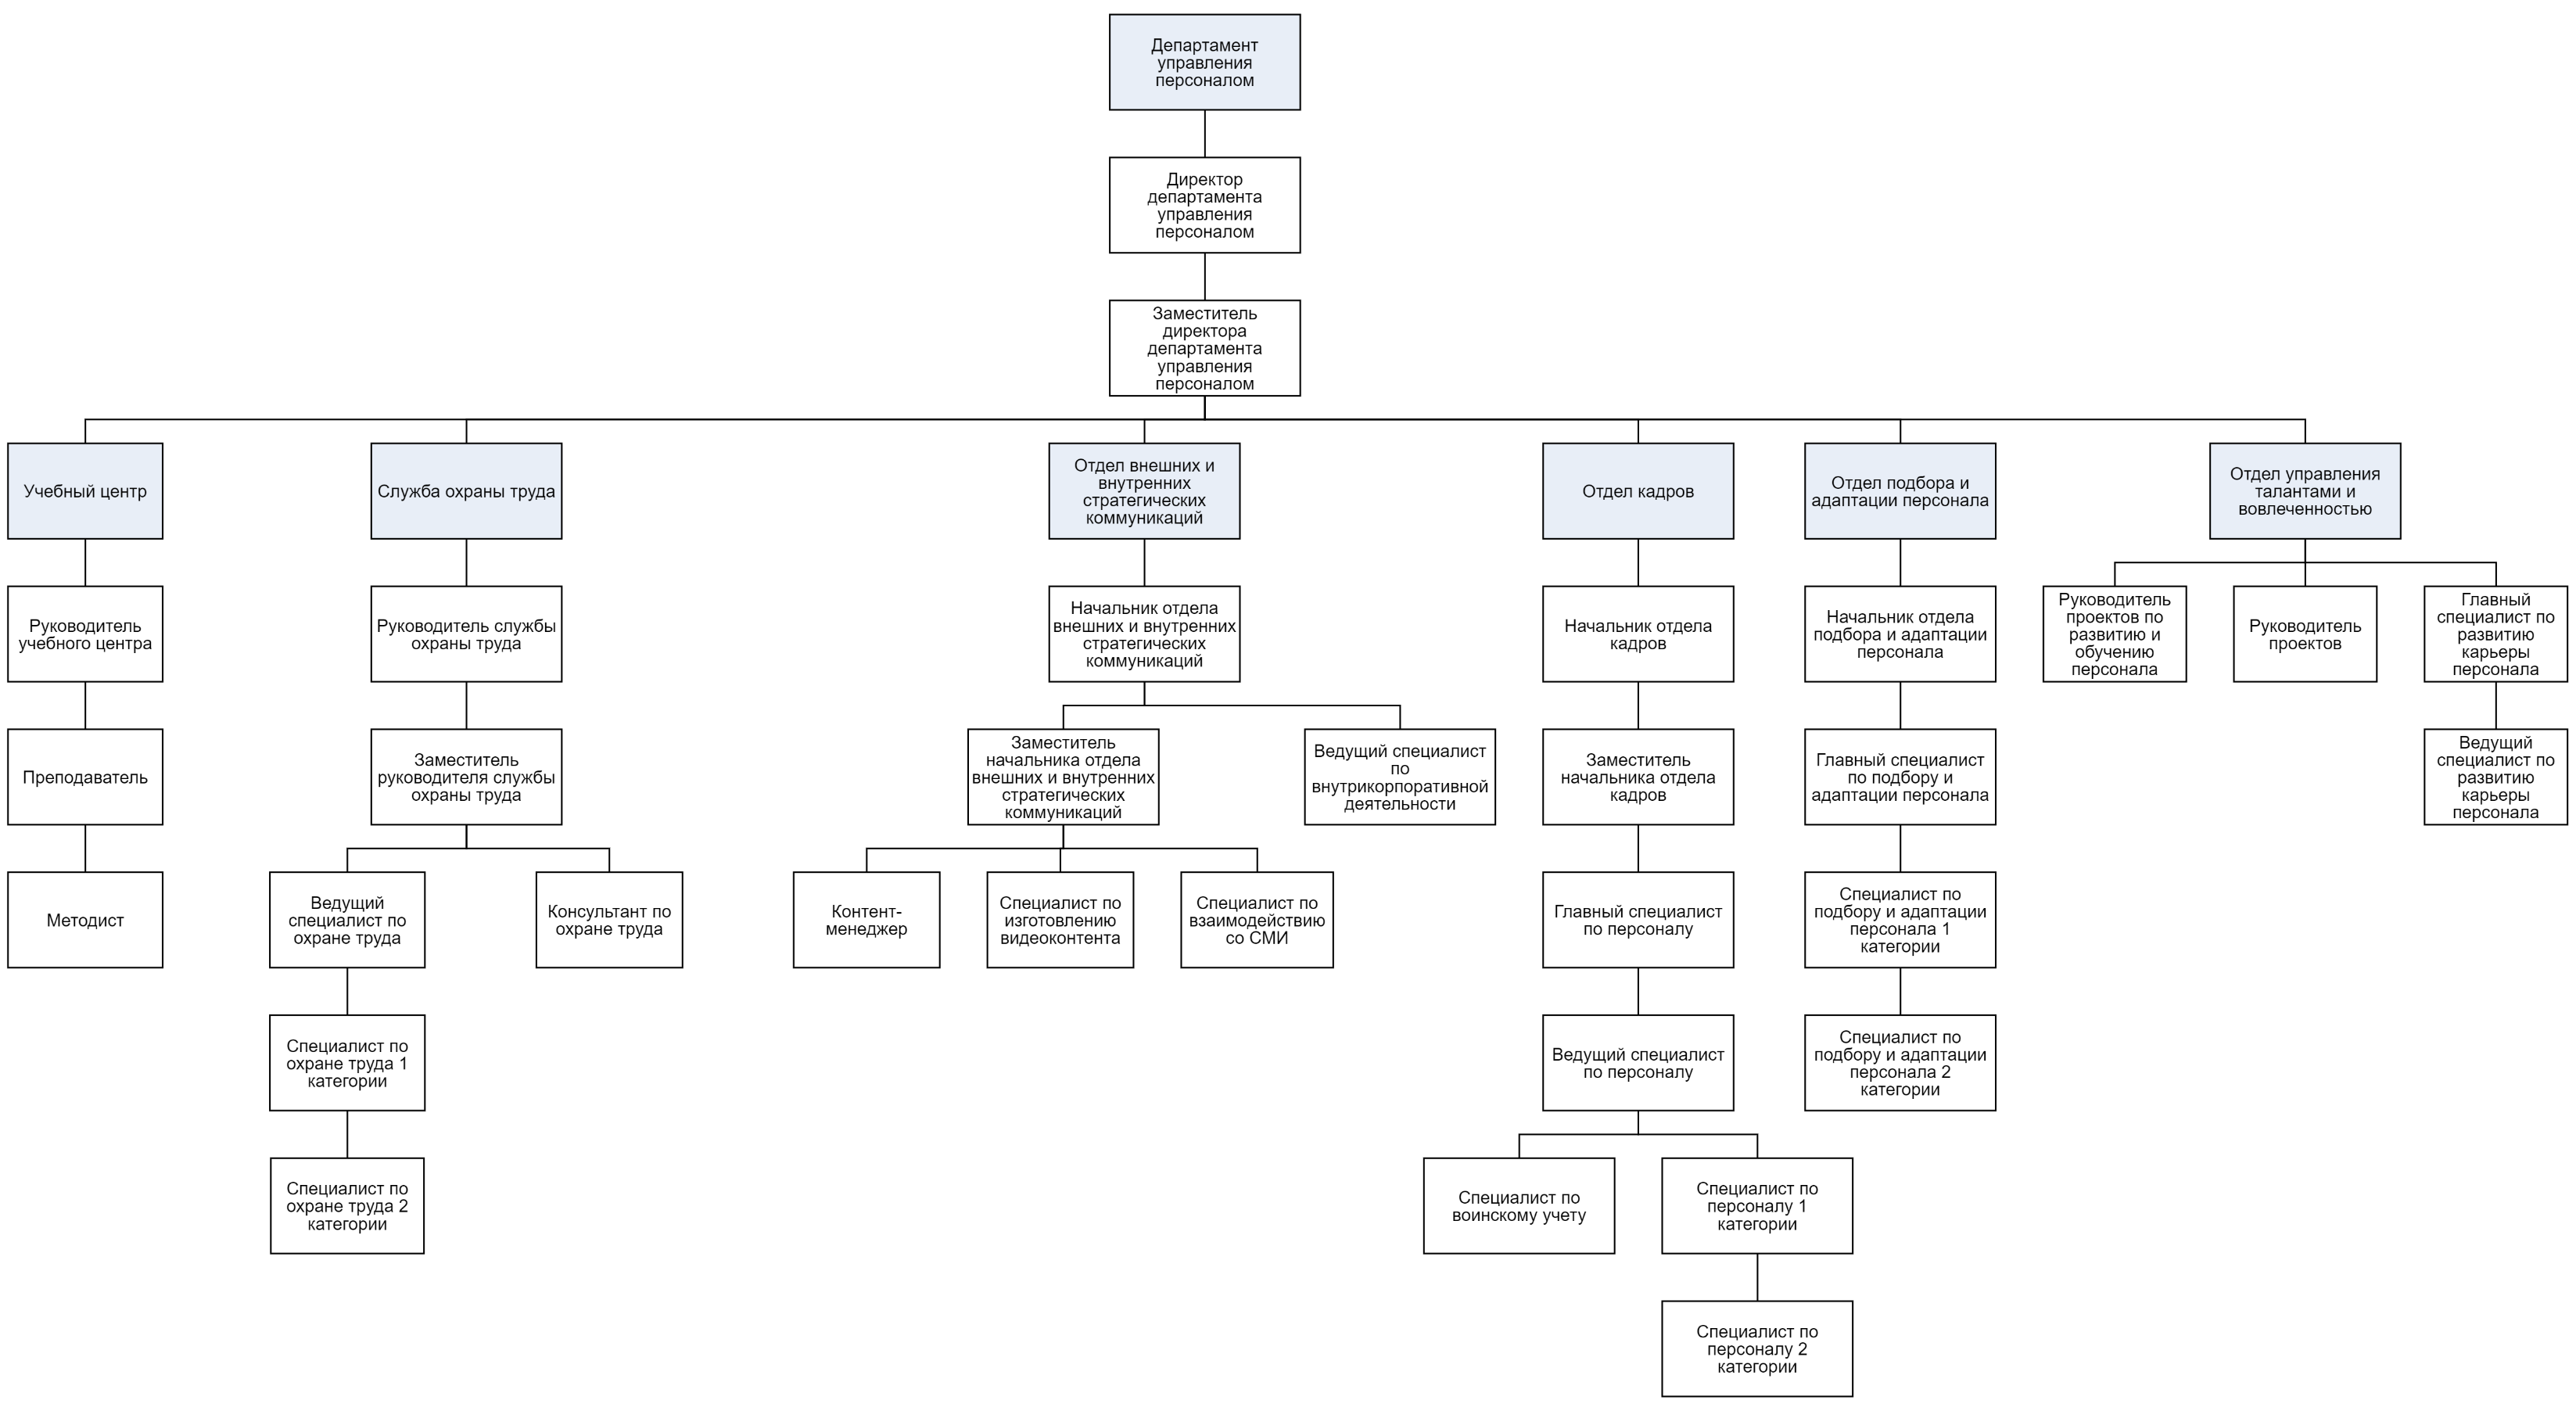 Департамент
управления
персоналом
Директор
департамента
управления
персоналом
Заместитель
директора
департамента
управления
персоналом
Учебный центр
Служба охраны труда
Отдел внешних и
внутренних
стратегических
коммуникаций
Отдел кадров
Отдел подбора и
адаптации персонала
Отдел управления
талантами и
вовлеченностью
Руководитель
учебного центра
Руководитель службы
охраны труда
Начальник отдела
внешних и внутренних
стратегических
коммуникаций
Начальник отдела
кадров
Начальник отдела
подбора и адаптации
персонала
Руководитель
проектов по
развитию и
обучению
персонала
Руководитель
проектов
Главный
специалист по
развитию
карьеры
персонала
Преподаватель
Заместитель
руководителя службы
охраны труда
Заместитель
начальника отдела
внешних и внутренних
стратегических
коммуникаций
Ведущий специалист
по
внутрикорпоративной
деятельности
Заместитель
начальника отдела
кадров
Главный специалист
по подбору и
адаптации персонала
Ведущий
специалист по
развитию
карьеры
персонала
Методист
Ведущий
специалист по
охране труда
Консультант по
охране труда
Контент-
менеджер
Специалист по
изготовлению
видеоконтента
Специалист по
взаимодействию
со СМИ
Главный специалист
по персоналу
Специалист по
подбору и адаптации
персонала 1
категории
Специалист по
охране труда 1
категории
Ведущий специалист
по персоналу
Специалист по
подбору и адаптации
персонала 2
категории
Специалист по
охране труда 2
категории
Специалист по
воинскому учету
Специалист по
персоналу 1
категории
Специалист по
персоналу 2
категории